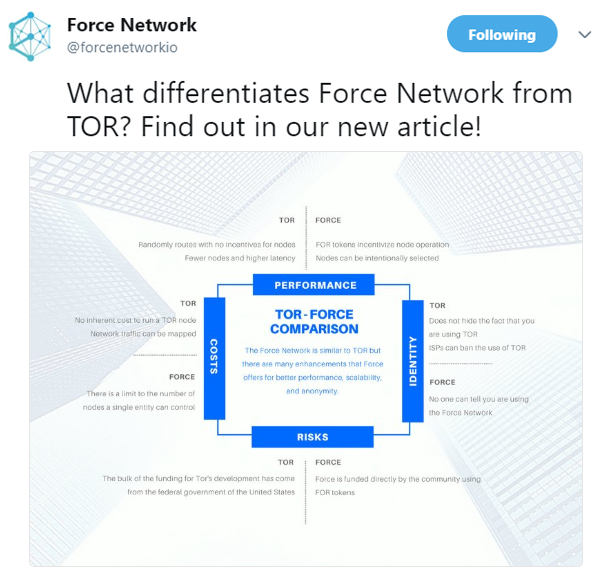 Force Network
@forcenetworkio
Following
What differentiates Force Network from
TOR? Find out in our new article!
TOR
FORCE
Randomly routes with no incentives for nodes
Fewer nodes and higher latency
FOR tokens incentivize node operation
Nodes can be intentionally selected
PERFORMANCE
TOR
No inherent cost to run a TOR node
Network traffic can be mapped
FORCE
There is a limit to the number of
nodes a single entity can control
COSTS
TOR - FORCE
COMPARISON
The Force Network is similar to TOR but
there are many enhancements that Force
offers for better performance, scalability,
and anonymity.
IDENTITY
TOR
Does not hide the fact that you
are using TOR
ISPs can ban the use of TOR
FORCE
No one can tell you are using
the Force Network
RISKS
TOR
FORCE
The bulk of the funding for Tor's development has come
from the federal government of the United States
Force is funded directly by the community using
FOR tokens